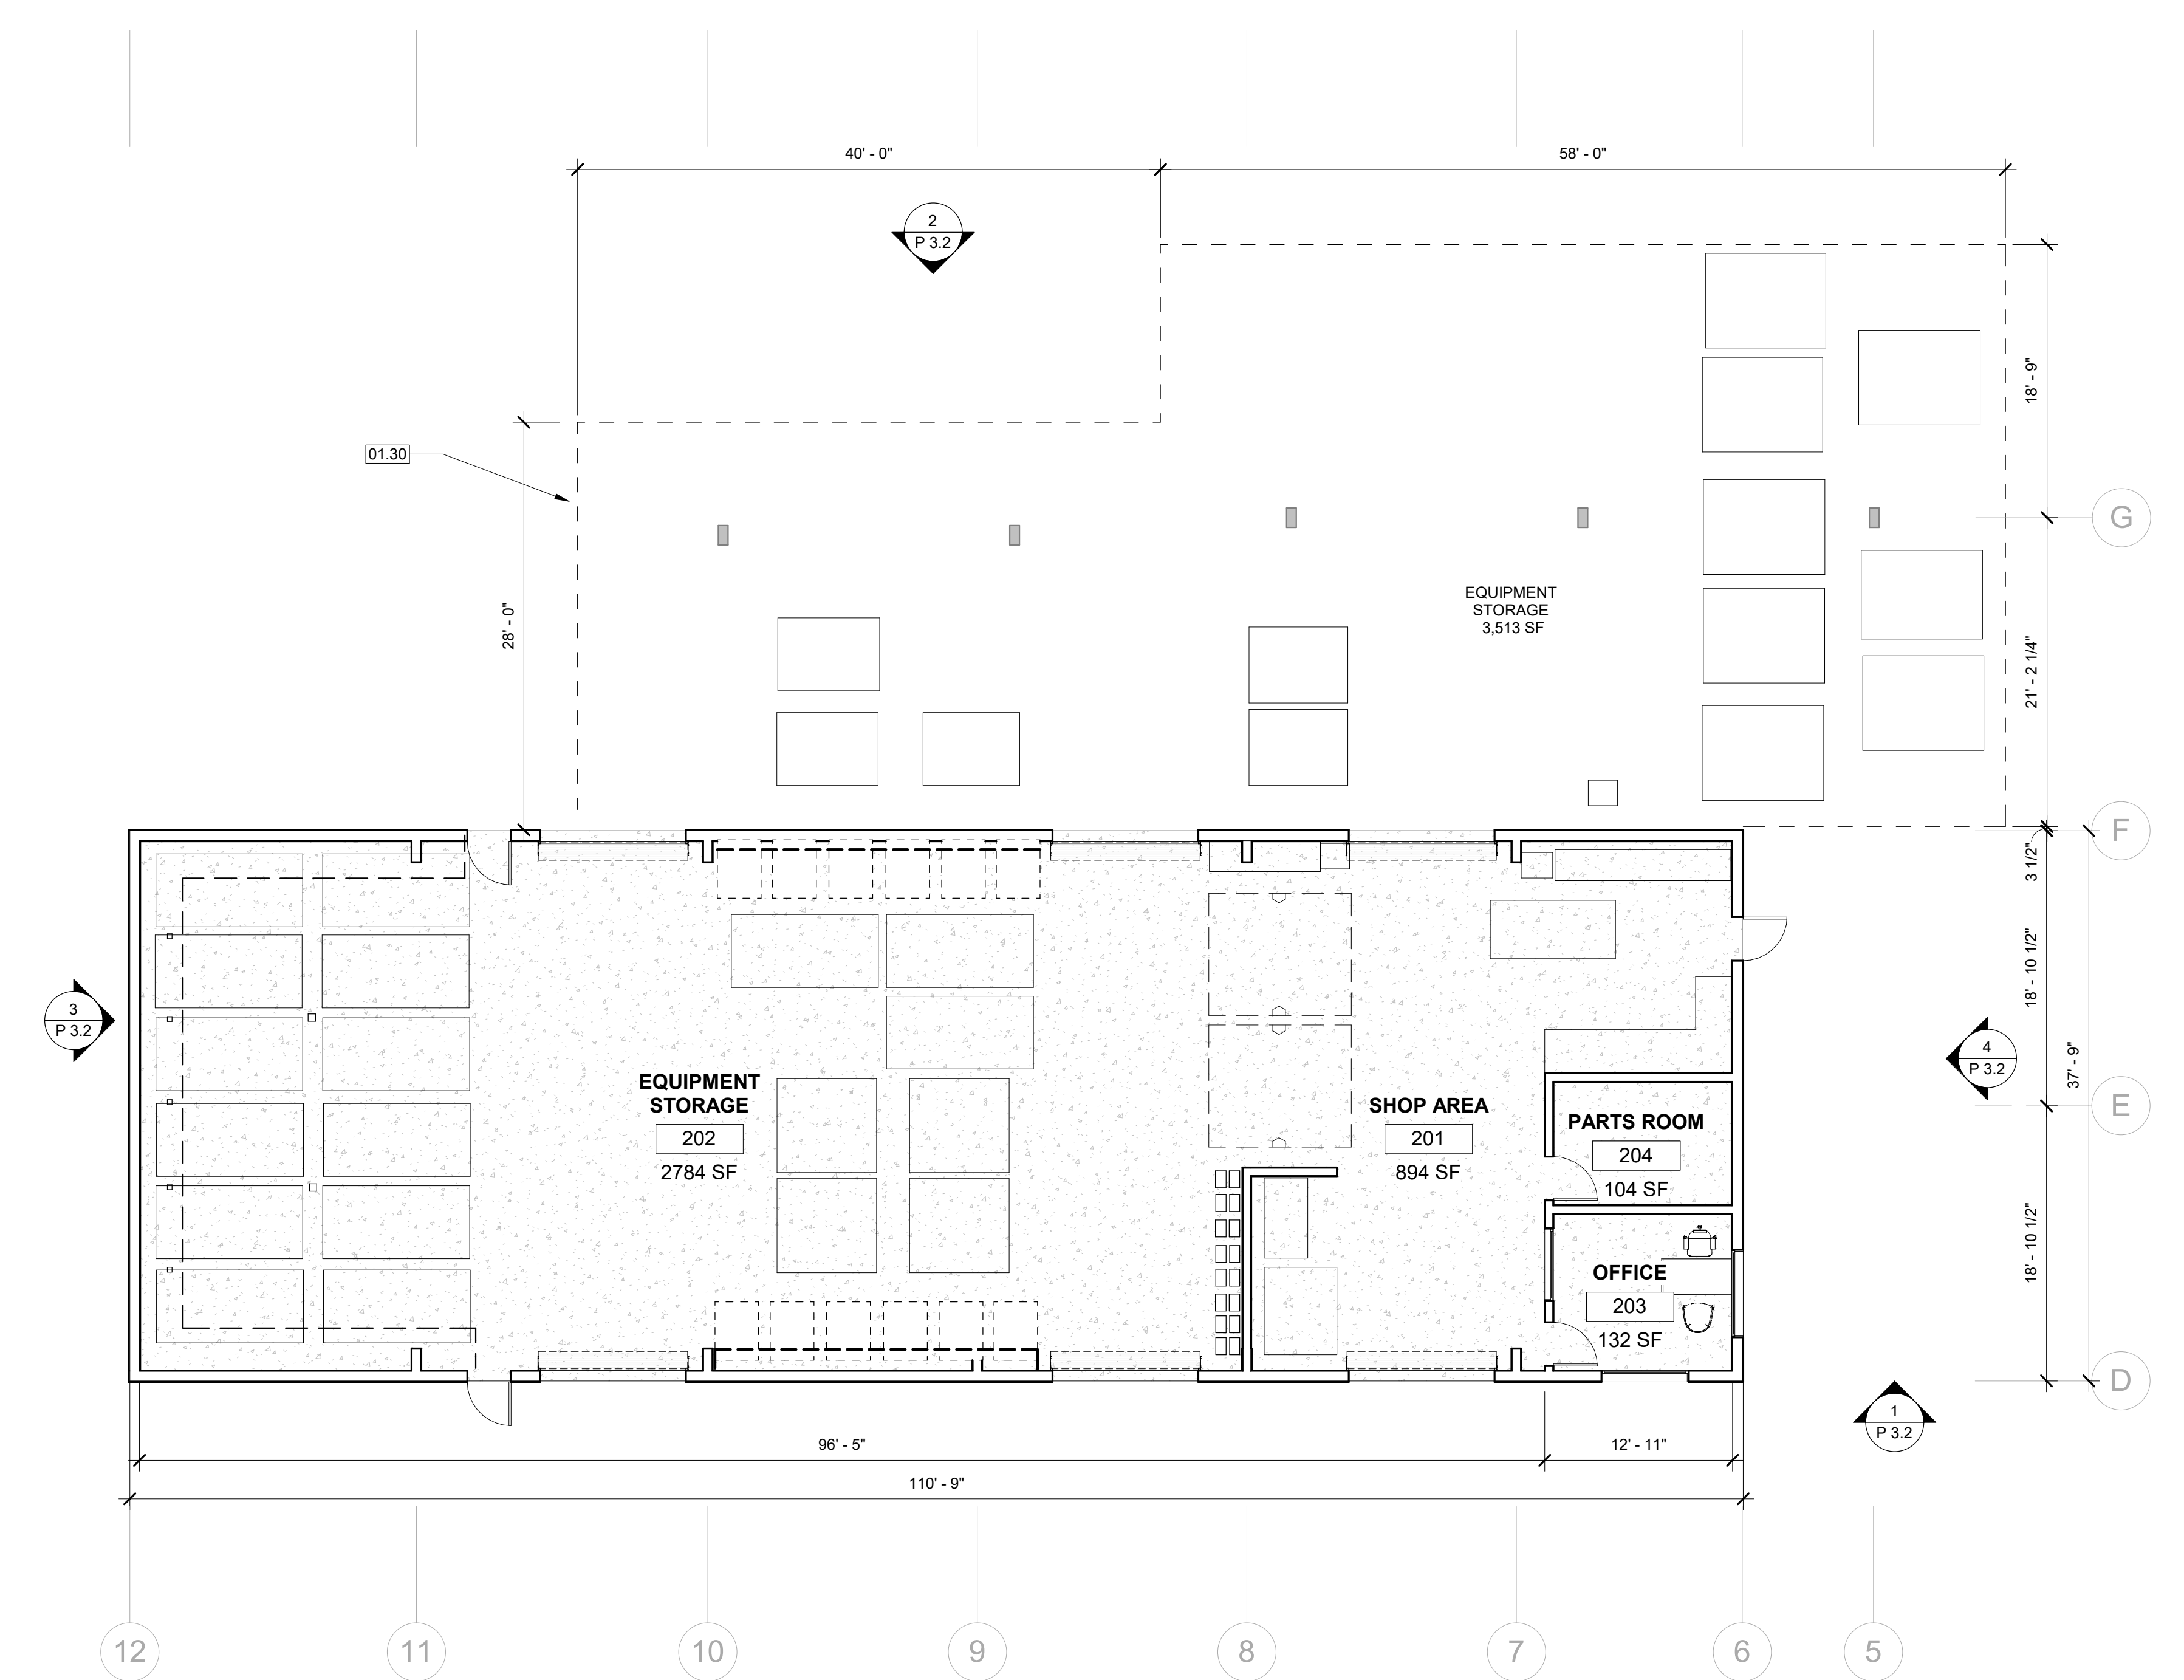 40' - 0"
58' - 0"
2
P 3.2
18' - 9"
01.30
G
28' - 0"
EQUIPMENT
STORAGE
3,513 SF
21' - 2 1/4"
F
3 1/2"
18' - 10 1/2"
3
P 3.2
4
P 3.2
37' - 9"
EQUIPMENT
STORAGE
202
2784 SF
SHOP AREA
201
894 SF
PARTS ROOM
204
104 SF
E
18' - 10 1/2"
OFFICE
203
132 SF
D
1
P 3.2
96' - 5"
12' - 11"
110' - 9"
12
11
10
9
8
7
6
5